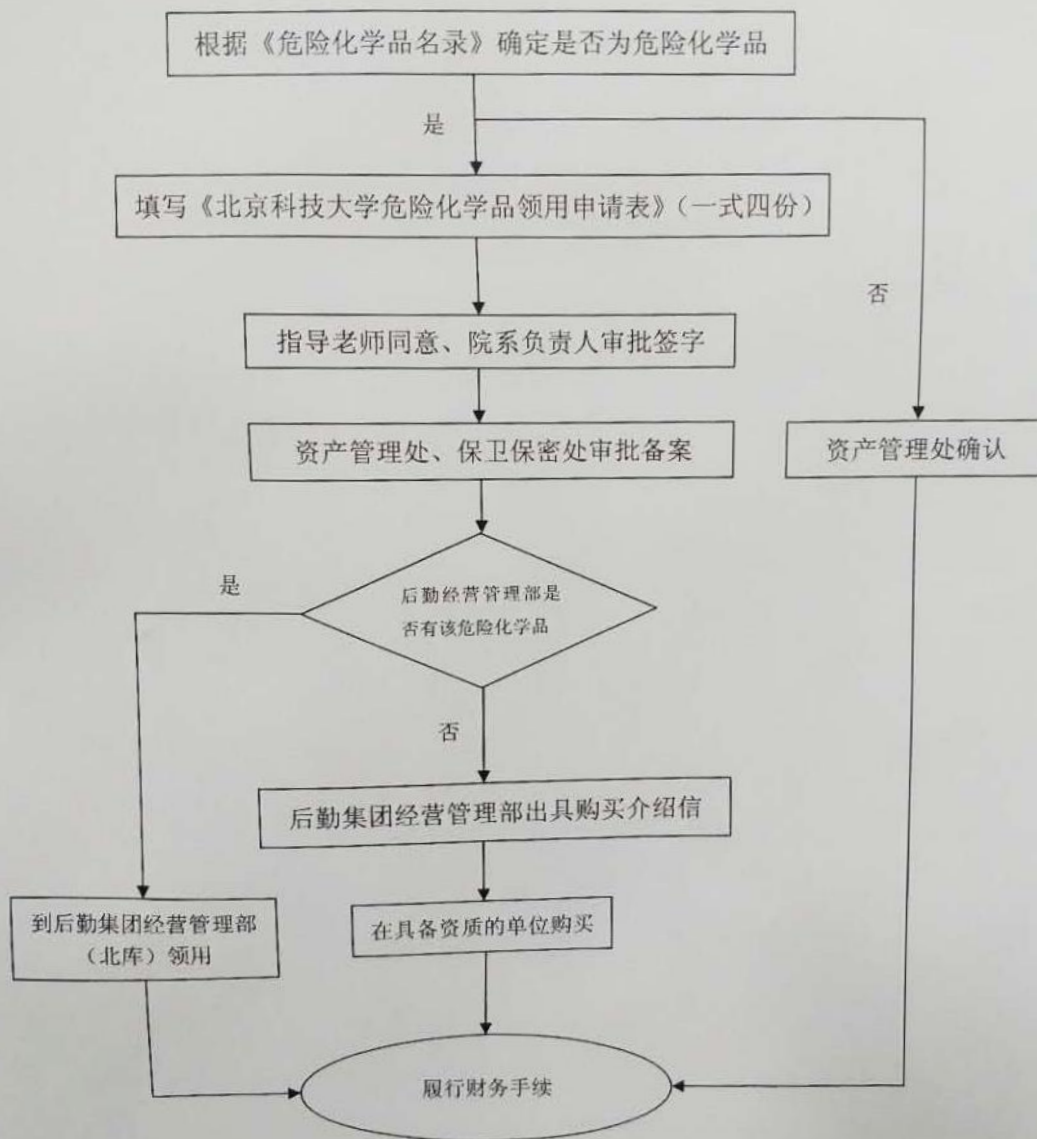 根据《危险化学品名录》确定是否为危险化学品
是
填写《北京科技大学危险化学品领用申请表》（一式四份）
否
指导老师同意、院系负责人审批签字
资产管理处、保卫保密处审批备案
资产管理处确认
是
后勤经营管理部是
否有该危险化学品
否
后勤集团经营管理部出具购买介绍信
到后勤集团经营管理部
（北库）领用
在具备资质的单位购买
履行财务手续